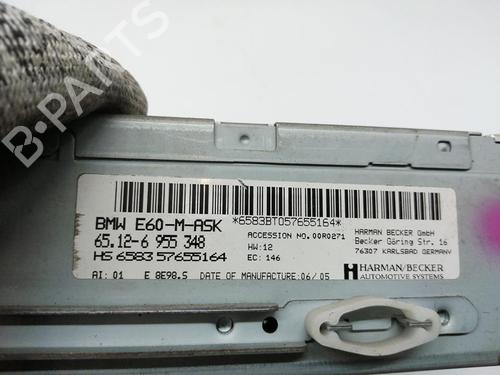 B-PARTS
BMW E60-M-ASK
65.12-6 955 348
HS 6583 57655164
AI: 01 E 8E98.5 DATE OF MANUFACTURE:06/05
*6583BT057655164*
ACCESSION NO.00R0271
HW:12
EC: 146
HARMAN BECKER GmbH
Becker Göring Str. 16
76307 KARLSBAD GERMANY
HARMAN/BECKER
AUTOMOTIVE SYSTEMS